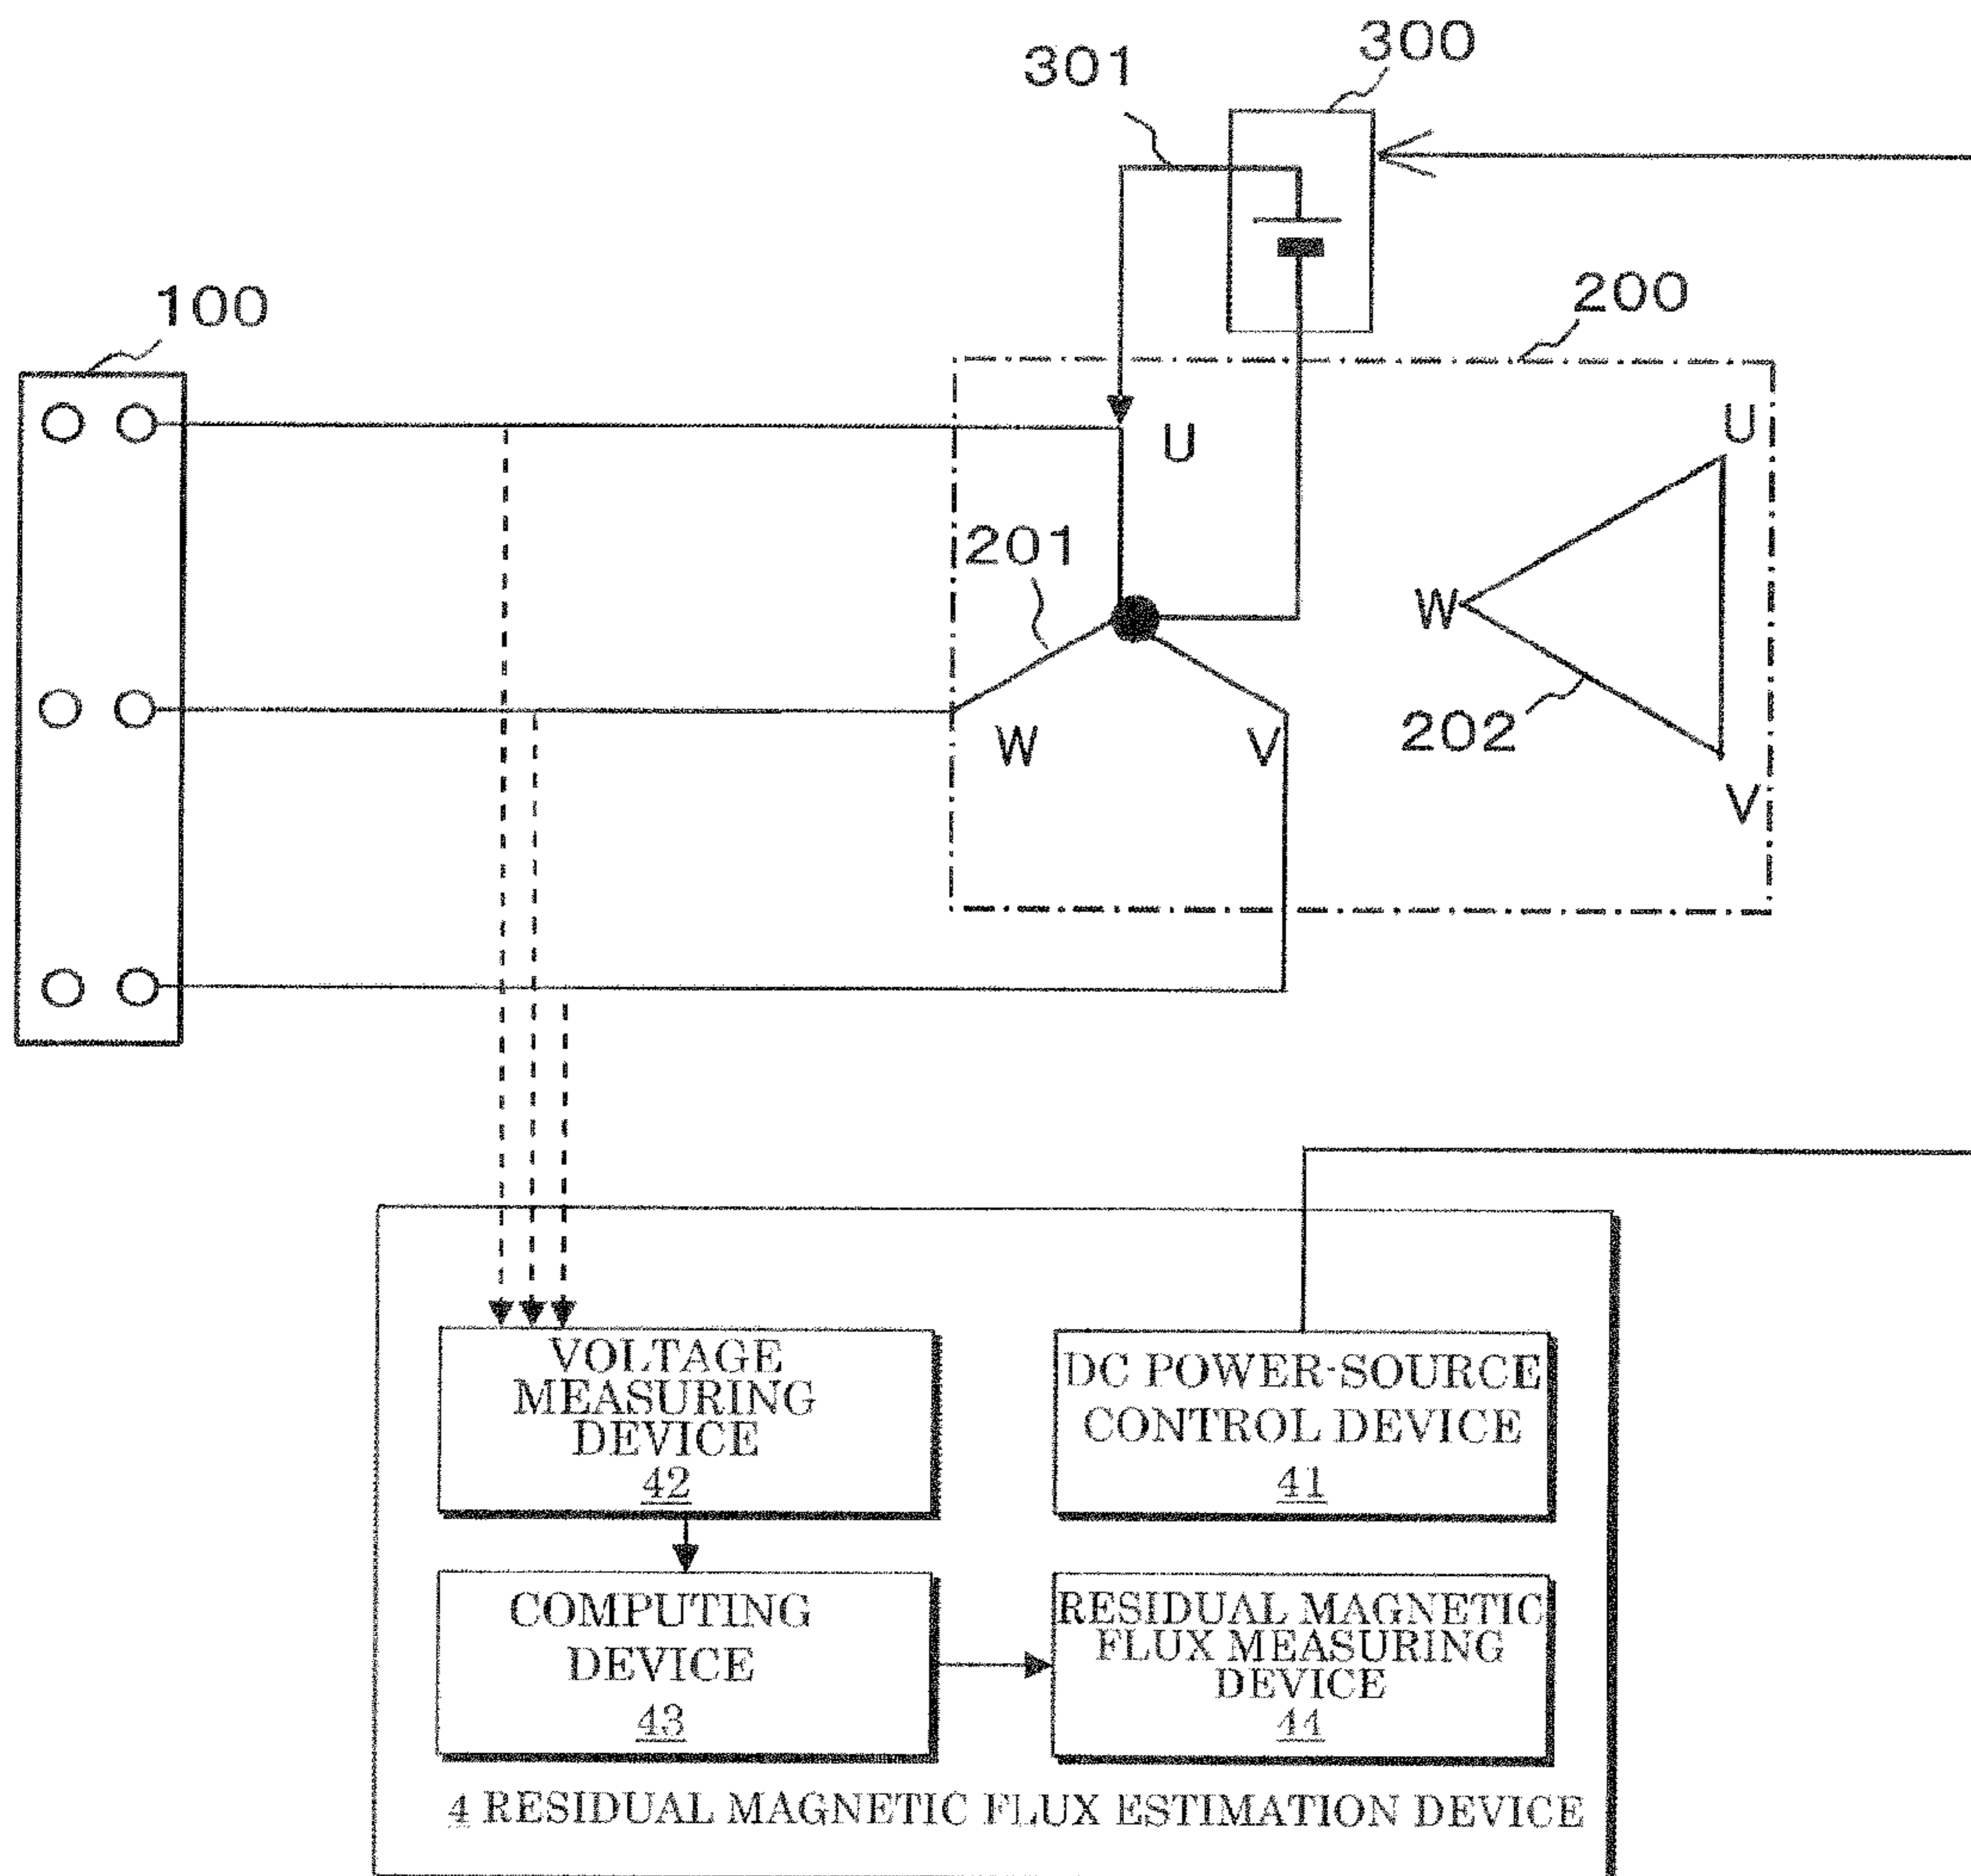 300
301
200
100
U
U
201
W
W
V
202
V
VOLTAGE
MEASURING
DEVICE
42
DC POWER-SOURCE
CONTROL DEVICE
41
COMPUTING
DEVICE
43
RESIDUAL MAGNETIC
FLUX MEASURING
DEVICE
44
4 RESIDUAL MAGNETIC FLUX ESTIMATION DEVICE